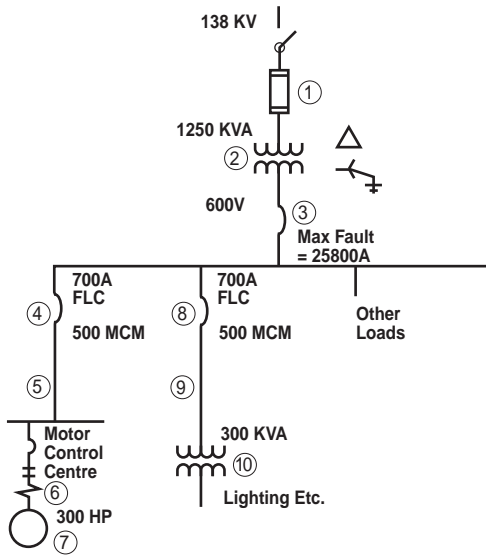 138 KV
1
1250 KVA
2
600V
3
Max Fault
= 25800A
700A
FLC
4
500 MCM
700A
FLC
8
500 MCM
Other
Loads
5
9
Motor
Control
Centre
6
300 HP
7
300 KVA
10
Lighting Etc.